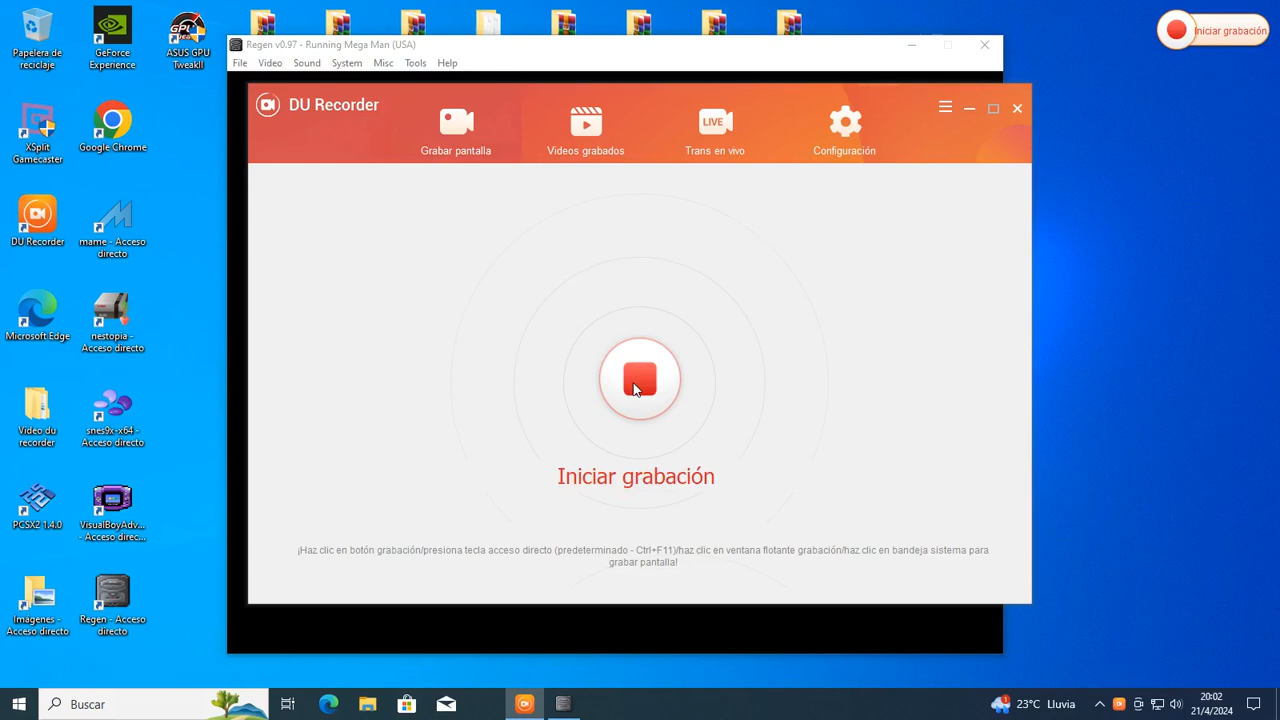 Papelera de
reciclaje
GeForce
Experience
GPU
ASUS GPU
TweakII
XSplit
Gamecaster
Google Chrome
DU Recorder
mame - Acceso
directo
Microsoft Edge
nestopia -
Acceso directo
Video du
recorder
snes9x-x64 -
Acceso directo
PCSX2 1.4.0
VisualBoyAdv...
- Acceso direc...
Imagenes -
Acceso directo
Regen - Acceso
directo
Regen v0.97 - Running Mega Man (USA)
File Video Sound System Misc Tools Help
DU Recorder
LIVE
Grabar pantalla Videos grabados Trans en vivo Configuración
Iniciar grabación
¡Haz clic en botón grabación/presiona tecla acceso directo (predeterminado - Ctrl+F11)/haz clic en ventana flotante grabación/haz clic en bandeja sistema para
grabar pantalla!
Iniciar grabación
Buscar
1
23°C Lluvia
20:02
21/4/2024